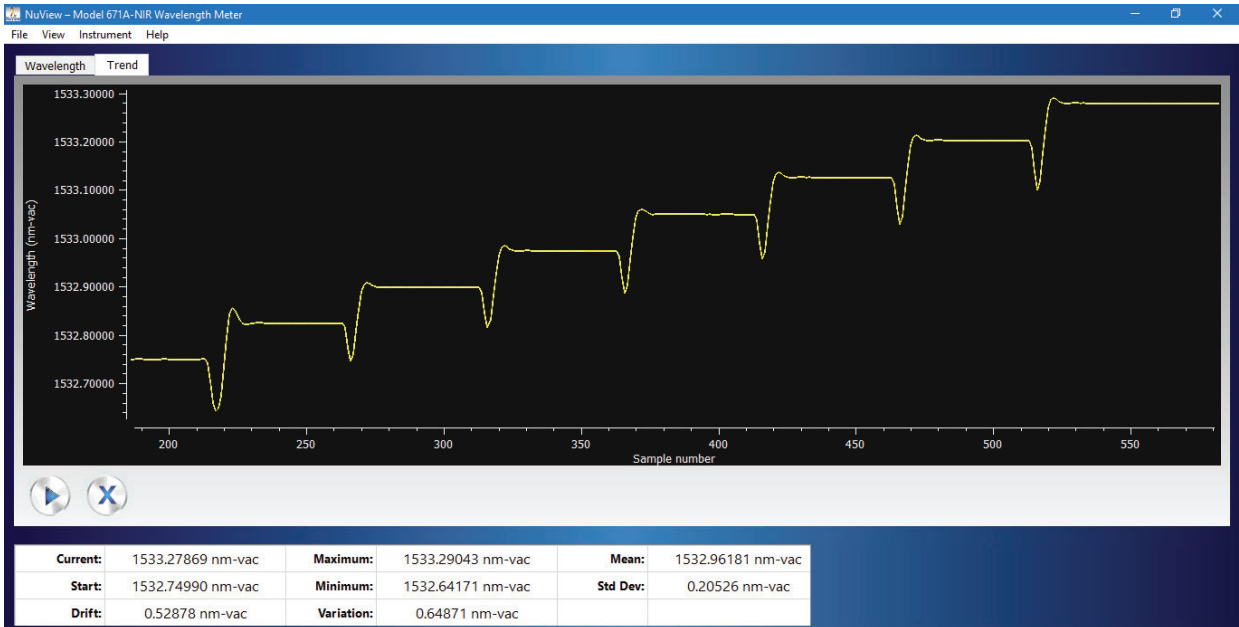 NuView – Model 671A-NIR Wavelength Meter
File View Instrument Help
Wavelength Trend
1533.30000
1533.20000
1533.10000
1533.00000
1532.90000
1532.80000
1532.70000
Wavelength (nm-vac)
200 250 300 350 400 450 500 550
Sample number
Current: 1533.27869 nm-vac Maximum: 1533.29043 nm-vac Mean: 1532.96181 nm-vac
Start: 1532.74990 nm-vac Minimum: 1532.64171 nm-vac Std Dev: 0.20526 nm-vac
Drift: 0.52878 nm-vac Variation: 0.64871 nm-vac